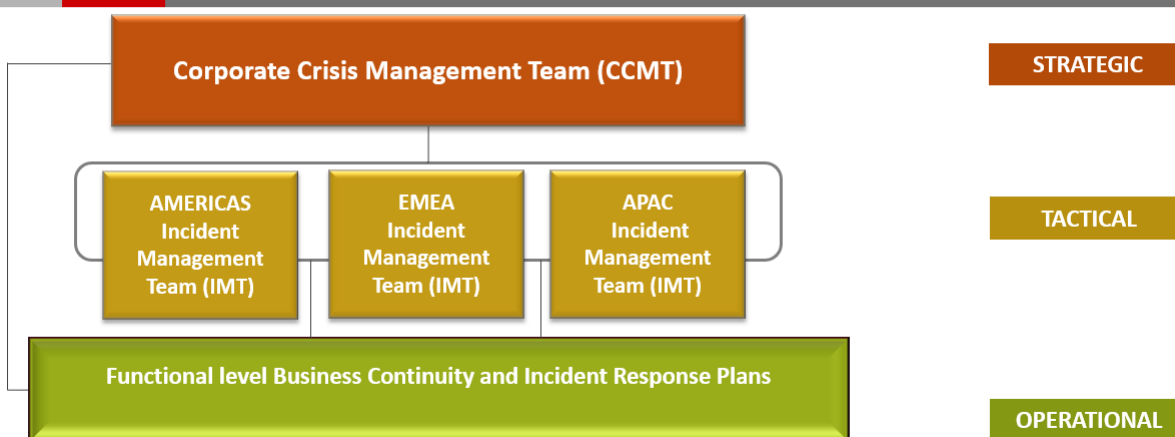 Corporate Crisis Management Team (CCMT)
STRATEGIC
AMERICAS
Incident
Management
Team (IMT)
EMEA
Incident
Management
Team (IMT)
APAC
Incident
Management
Team (IMT)
TACTICAL
Functional level Business Continuity and Incident Response Plans
OPERATIONAL